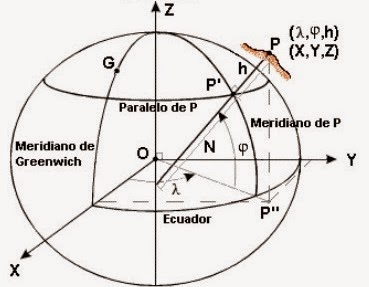 Z
(λ,φ,h)
P
(X,Y,Z)
G
h
P'
Paralelo de P
Meridiano de P
Meridiano de
Greenwich
O
N
φ
Y
λ
Ecuador
P''
X